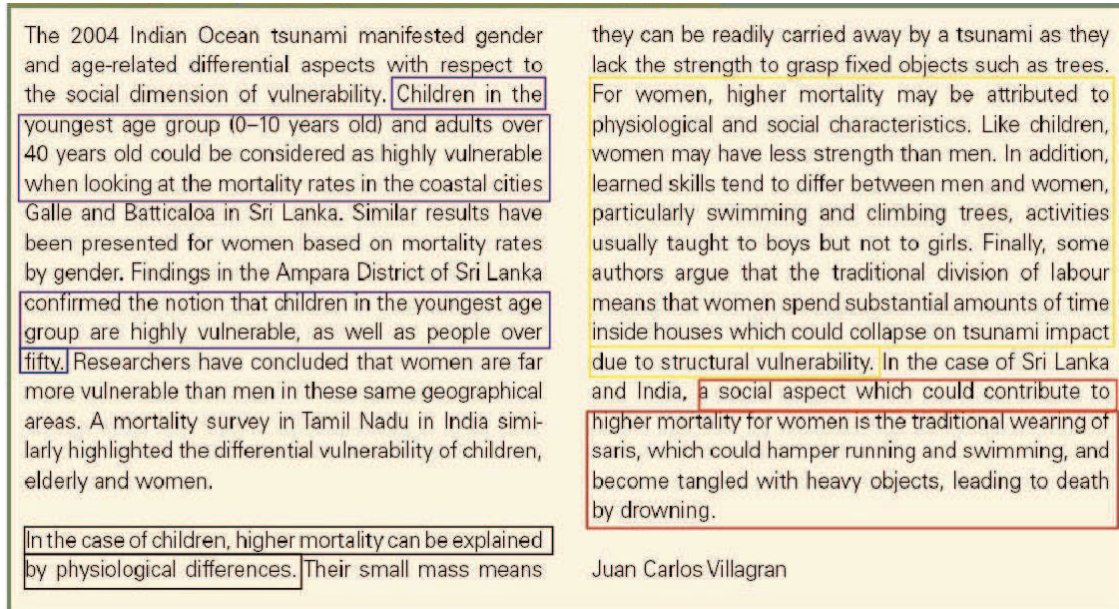 The 2004 Indian Ocean tsunami manifested gender
and age-related differential aspects with respect to
the social dimension of vulnerability. Children in the
youngest age group (0–10 years old) and adults over
40 years old could be considered as highly vulnerable
when looking at the mortality rates in the coastal cities
Galle and Batticaloa in Sri Lanka. Similar results have
been presented for women based on mortality rates
by gender. Findings in the Ampara District of Sri Lanka
confirmed the notion that children in the youngest age
group are highly vulnerable, as well as people over
fifty. Researchers have concluded that women are far
more vulnerable than men in these same geographical
areas. A mortality survey in Tamil Nadu in India simi-
larly highlighted the differential vulnerability of children,
elderly and women.
In the case of children, higher mortality can be explained
by physiological differences. Their small mass means
they can be readily carried away by a tsunami as they
lack the strength to grasp fixed objects such as trees.
For women, higher mortality may be attributed to
physiological and social characteristics. Like children,
women may have less strength than men. In addition,
learned skills tend to differ between men and women,
particularly swimming and climbing trees, activities
usually taught to boys but not to girls. Finally, some
authors argue that the traditional division of labour
means that women spend substantial amounts of time
inside houses which could collapse on tsunami impact
due to structural vulnerability. In the case of Sri Lanka
and India, a social aspect which could contribute to
higher mortality for women is the traditional wearing of
saris, which could hamper running and swimming, and
become tangled with heavy objects, leading to death
by drowning.
Juan Carlos Villagran